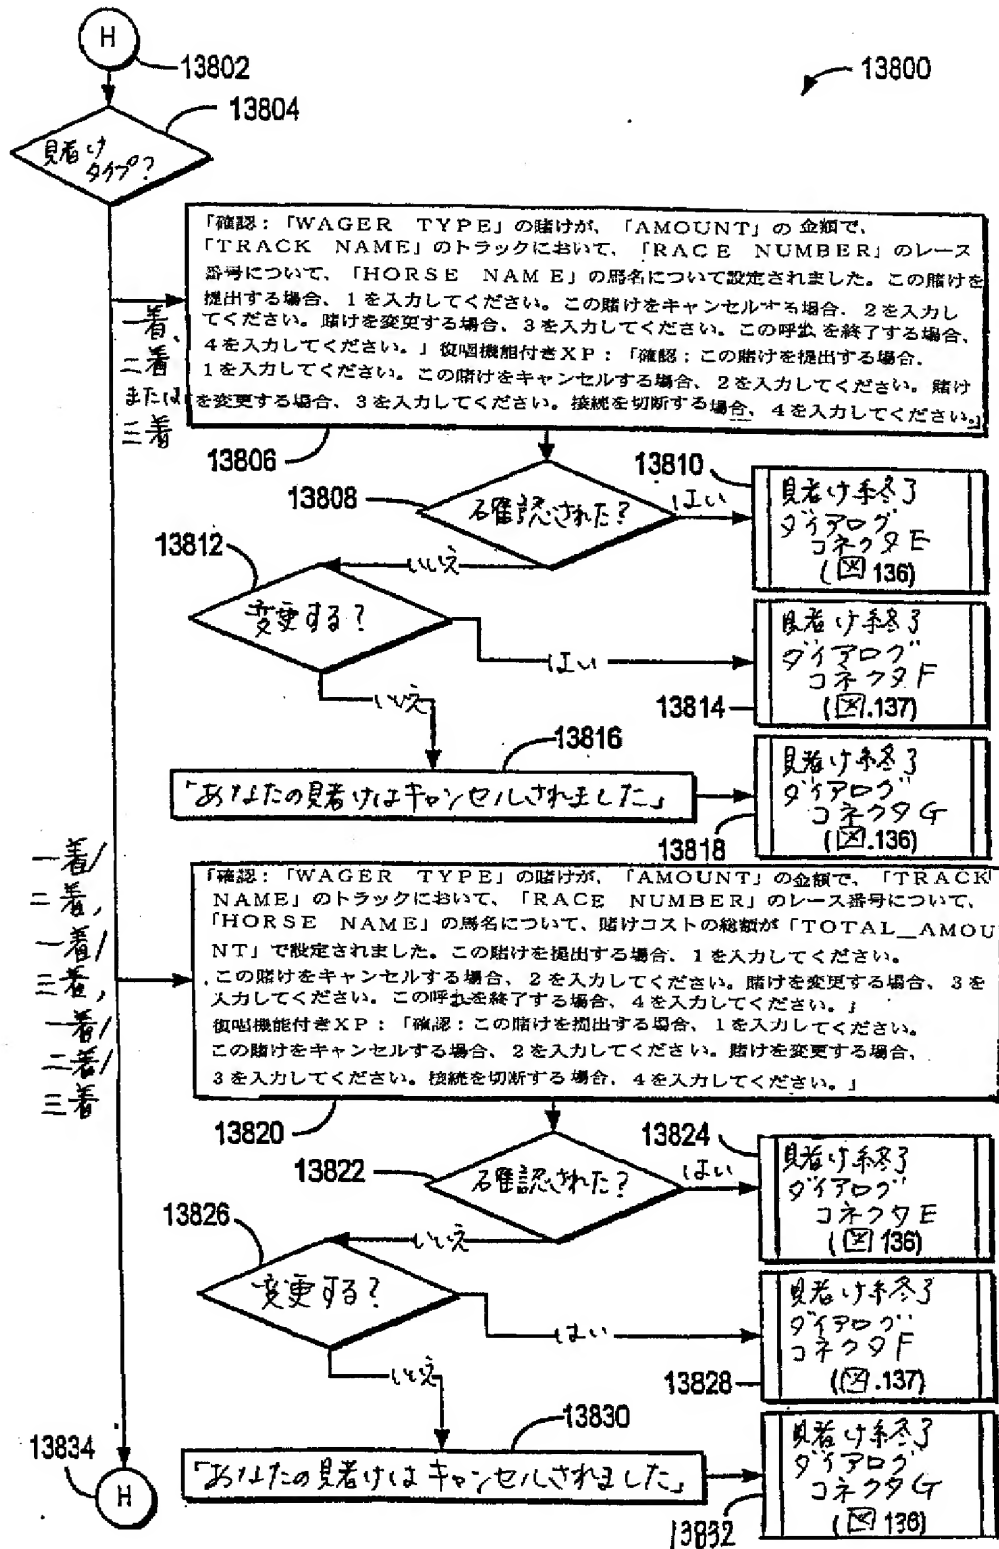 H
13802
13800
13804
賭け
タイプ?
「確認：「WAGER TYPE」の賭けが、「AMOUNT」の金額で、
「TRACK NAME」のトラックにおいて、「RACE NUMBER」のレース
番号について、「HORSE NAME」の馬名について設定されました。この賭けを
提出する場合、1を入力してください。この賭けをキャンセルする場合、2を入力し
てください。賭けを変更する場合、3を入力してください。この呼出を終了する場合、
4を入力してください。」復唱機能付きXP：「確認：この賭けを提出する場合、
1を入力してください。この賭けをキャンセルする場合、2を入力してください。賭け
を変更する場合、3を入力してください。接続を切断する場合、4を入力してください。」
一着、
二着
または
三着
13806
13808
確認された?
はい
13810
賭け終了
ダイアログ
コネクタE
(図136)
いいえ
13812
変更する?
はい
賭け終了
ダイアログ
コネクタF
(図.137)
13814
いいえ
13816
「あなたの賭けはキャンセルされました」
賭け終了
ダイアログ
コネクタG
(図.136)
13818
一着/
二着,
一着/
三着,
一着/
二着/
三着
「確認：「WAGER TYPE」の賭けが、「AMOUNT」の金額で、「TRACK
NAME」のトラックにおいて、「RACE NUMBER」のレース番号について、
「HORSE NAME」の馬名について、賭けコストの総額が「TOTAL_AMOU
NT」で設定されました。この賭けを提出する場合、1を入力してください。
この賭けをキャンセルする場合、2を入力してください。賭けを変更する場合、3を
入力してください。この呼出を終了する場合、4を入力してください。」
復唱機能付きXP：「確認：この賭けを提出する場合、1を入力してください。
この賭けをキャンセルする場合、2を入力してください。賭けを変更する場合、
3を入力してください。接続を切断する場合、4を入力してください。」
13820
13822
確認された?
はい
13824
賭け終了
ダイアログ
コネクタE
(図136)
いいえ
13826
変更する?
はい
賭け終了
ダイアログ
コネクタF
(図.137)
13828
いいえ
13830
「あなたの賭けはキャンセルされました」
賭け終了
ダイアログ
コネクタG
(図136)
13832
13834
H